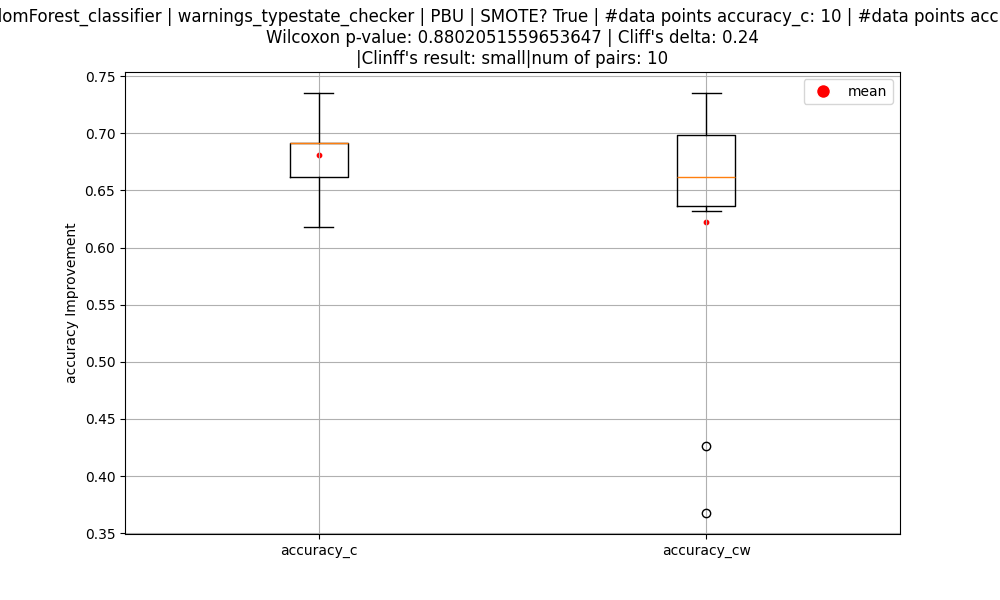 domForest_classifier | warnings_typestate_checker | PBU | SMOTE? True | #data points accuracy_c: 10 | #data points acc
Wilcoxon p-value: 0.8802051559653647 | Cliff's delta: 0.24
|Clinff's result: small|num of pairs: 10
mean
0.75
0.70
0.65
0.60
0.55
0.50
0.45
0.40
0.35
accuracy Improvement
accuracy_c
accuracy_cw